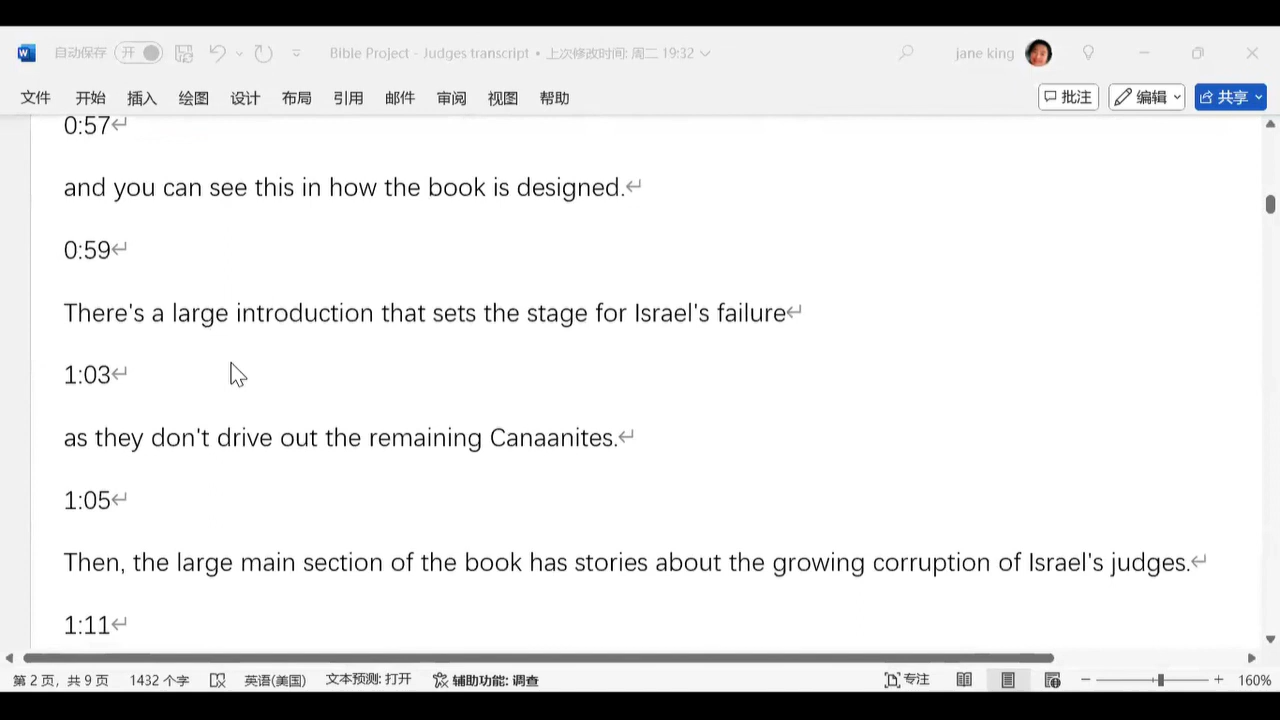 自动保存 开 Bible Project - Judges transcript • 上次修改时间: 周二 19:32 jane king
文件 开始 插入 绘图 设计 布局 引用 邮件 审阅 视图 帮助 批注 编辑 共享
0:57
and you can see this in how the book is designed.
0:59
There's a large introduction that sets the stage for Israel's failure
1:03
as they don't drive out the remaining Canaanites.
1:05
Then, the large main section of the book has stories about the growing corruption of Israel's judges.
1:11
第 2 页，共 9 页 1432 个字 英语(美国) 文本预测: 打开 辅助功能: 调查 专注 160%